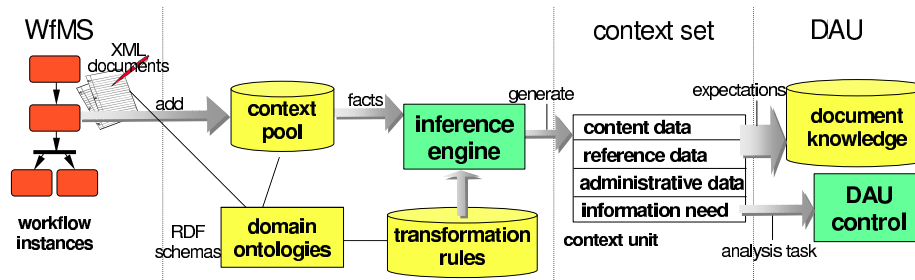 WfMS
context set
DAU
XML
documents
add
context
pool
facts
inference
engine
generate
expectations
content data
reference data
administrative data
information need
context unit
document
knowledge
DAU
control
analysis task
workflow
instances
RDF
schemas
domain
ontologies
transformation
rules